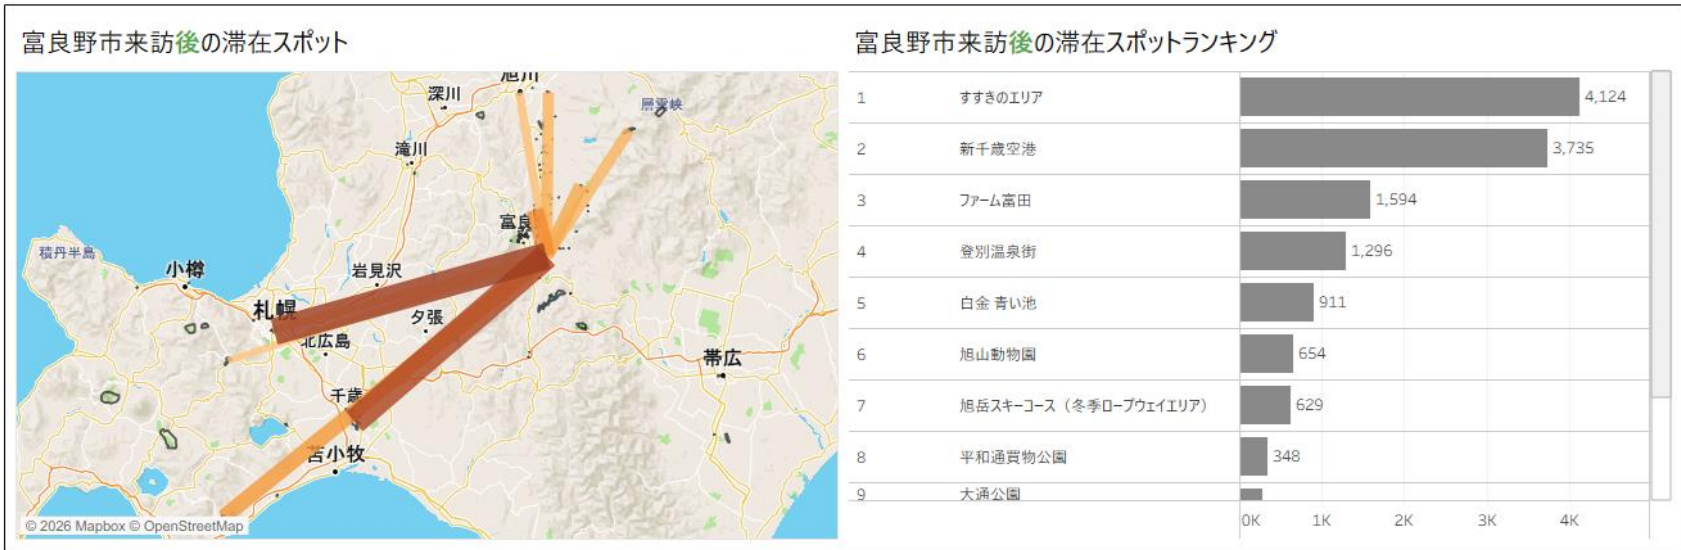 富良野市来訪後の滞在スポット
旭川
深川
層雲峡
滝川
富良
積丹半島
小樽
岩見沢
札幌
夕張
北広島
帯広
千歳
苫小牧
© 2026 Mapbox © OpenStreetMap
富良野市来訪後の滞在スポットランキング
1 すすきのエリア 4,124
2 新千歳空港 3,735
3 ファーム富田 1,594
4 登別温泉街 1,296
5 白金 青い池 911
6 旭山動物園 654
7 旭岳スキーコース（冬季ロープウェイエリア） 629
8 平和通買物公園 348
9 大通公園
0K 1K 2K 3K 4K